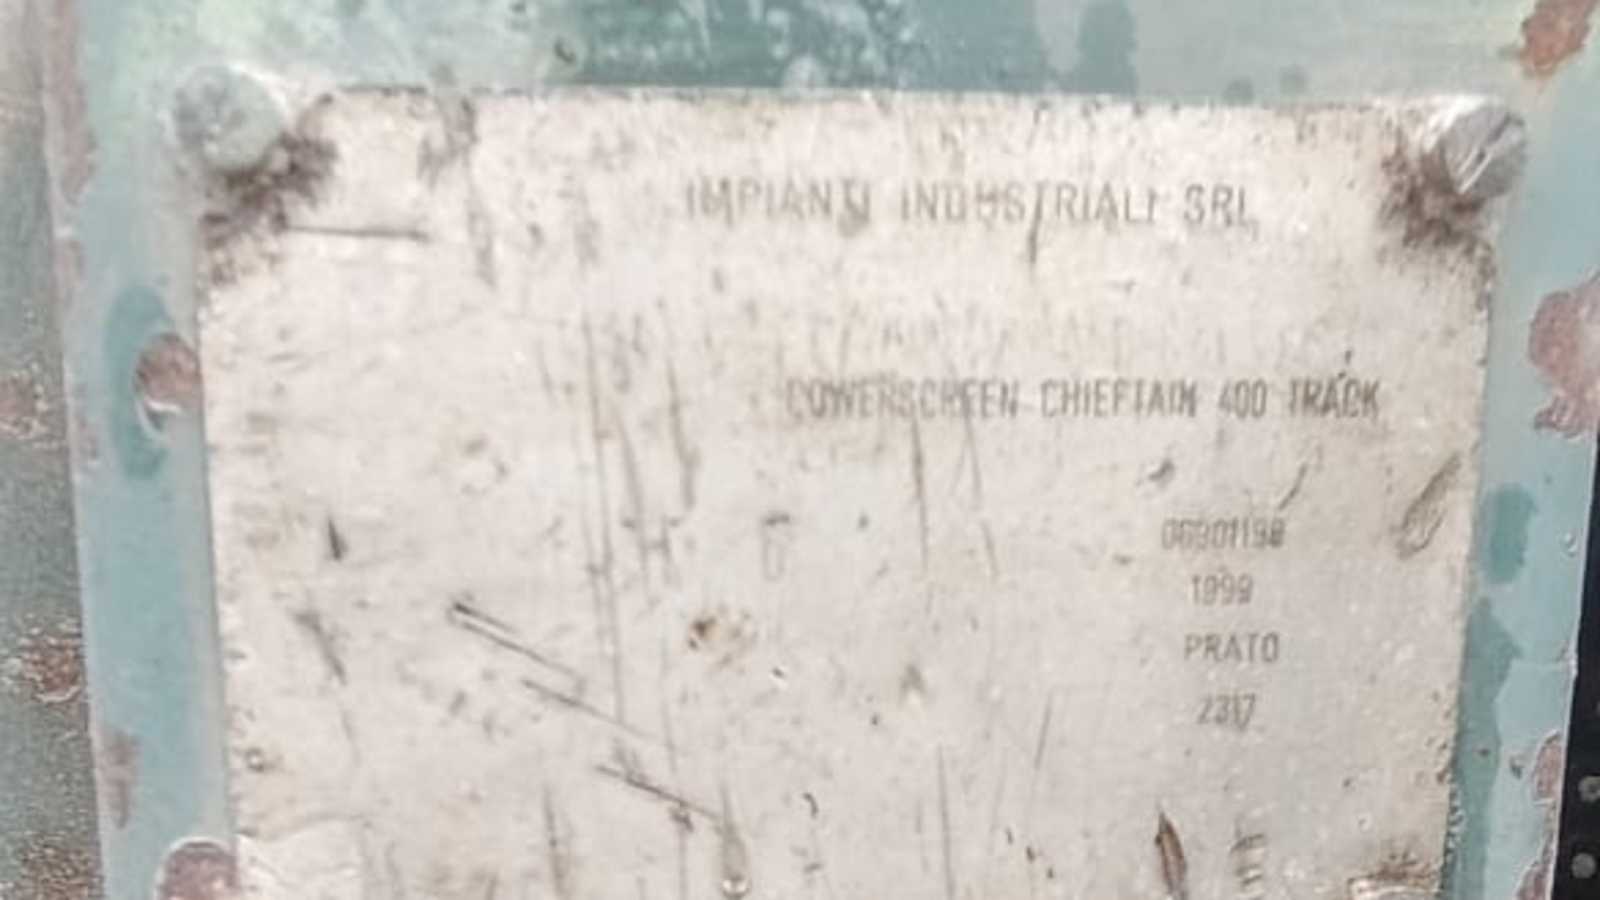 IMPIANTI INDUSTRIALI SRL
POWERSCREEN CHIEFTAIN 400 TRACK
06901198
1999
PRATO
2317